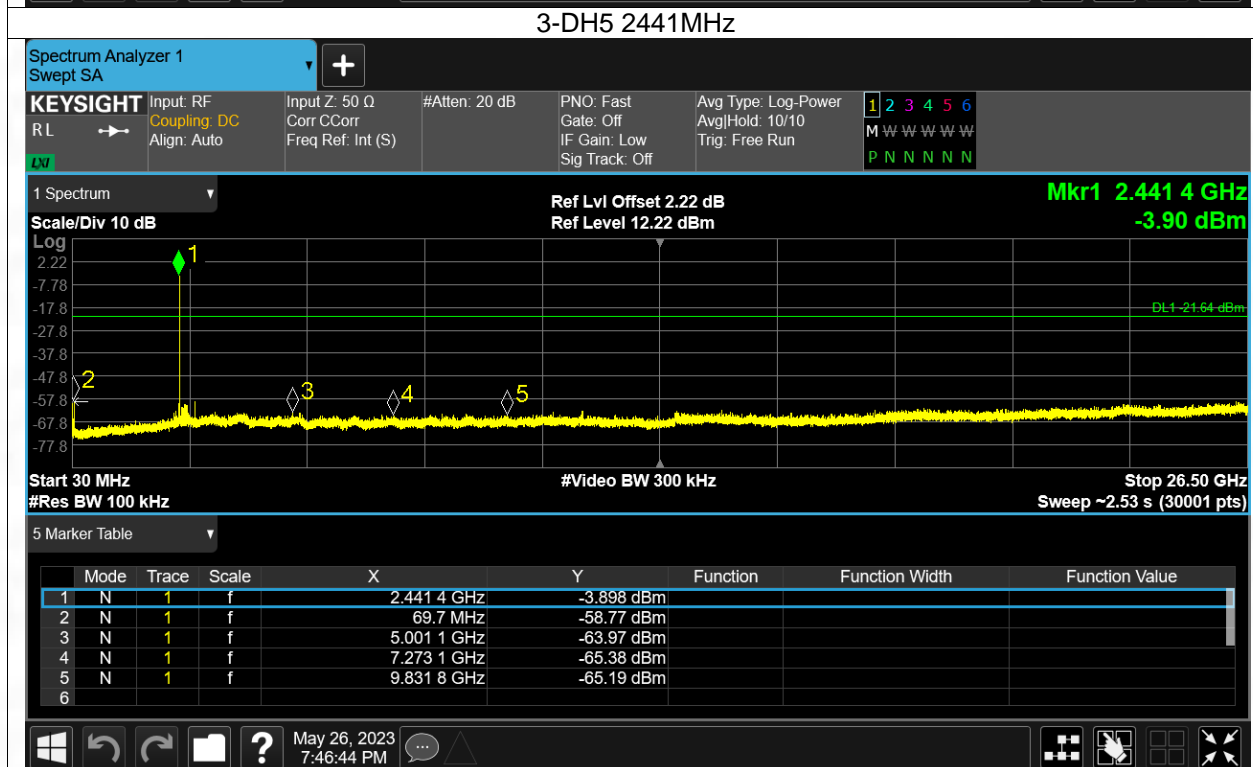 3-DH5 2441MHz
Spectrum Analyzer 1
Swept SA
+
KEYSIGHT
RL
LXI
Input: RF
Coupling: DC
Align: Auto
Input Z: 50 Ω
Corr CCorr
Freq Ref: Int (S)
#Atten: 20 dB
PNO: Fast
Gate: Off
IF Gain: Low
Sig Track: Off
Avg Type: Log-Power
Avg|Hold: 10/10
Trig: Free Run
1 2 3 4 5 6
M W W W W W
P N N N N N
1 Spectrum
Scale/Div 10 dB
Ref Lvl Offset 2.22 dB
Ref Level 12.22 dBm
Mkr1 2.441 4 GHz
-3.90 dBm
Log
2.22
-7.78
-17.8
-27.8
-37.8
-47.8
-57.8
-67.8
-77.8
1
2
3
4
5
DL1 -21.64 dBm
Start 30 MHz
#Video BW 300 kHz
Stop 26.50 GHz
#Res BW 100 kHz
Sweep ~2.53 s (30001 pts)
5 Marker Table
Mode Trace Scale X Y Function Function Width Function Value
1 N 1 f 2.441 4 GHz -3.898 dBm
2 N 1 f 69.7 MHz -58.77 dBm
3 N 1 f 5.001 1 GHz -63.97 dBm
4 N 1 f 7.273 1 GHz -65.38 dBm
5 N 1 f 9.831 8 GHz -65.19 dBm
6
?
May 26, 2023
7:46:44 PM